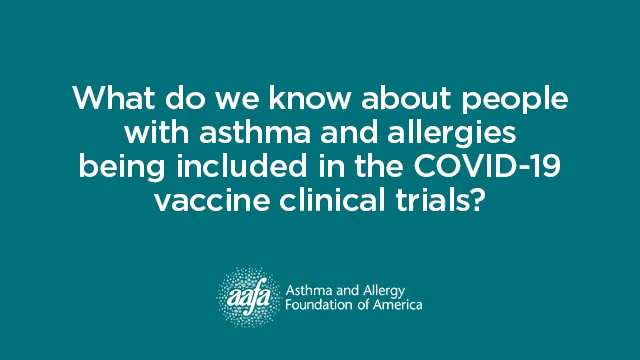 What do we know about people
with asthma and allergies
being included in the COVID-19
vaccine clinical trials?
aafa
Asthma and Allergy
Foundation of America